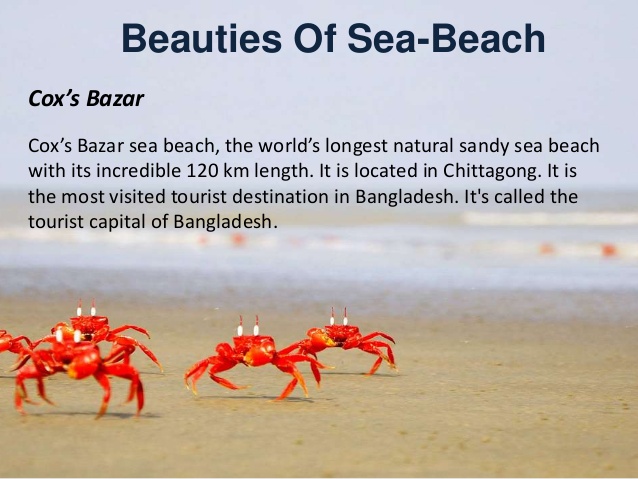 Beauties Of Sea-Beach
Cox’s Bazar
Cox’s Bazar sea beach, the world’s longest natural sandy sea beach
with its incredible 120 km length. It is located in Chittagong. It is
the most visited tourist destination in Bangladesh. It's called the
tourist capital of Bangladesh.